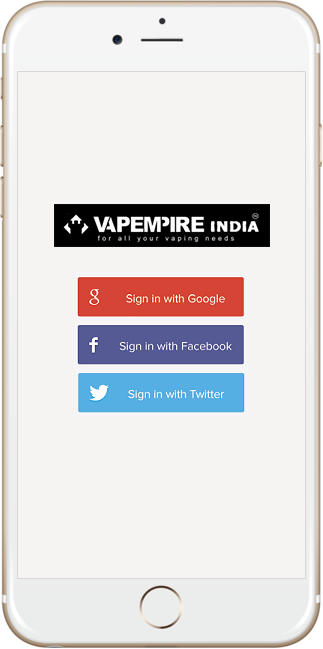 VAPEMPIRE INDIA
for all your vaping needs
Sign in with Google
Sign in with Facebook
Sign in with Twitter